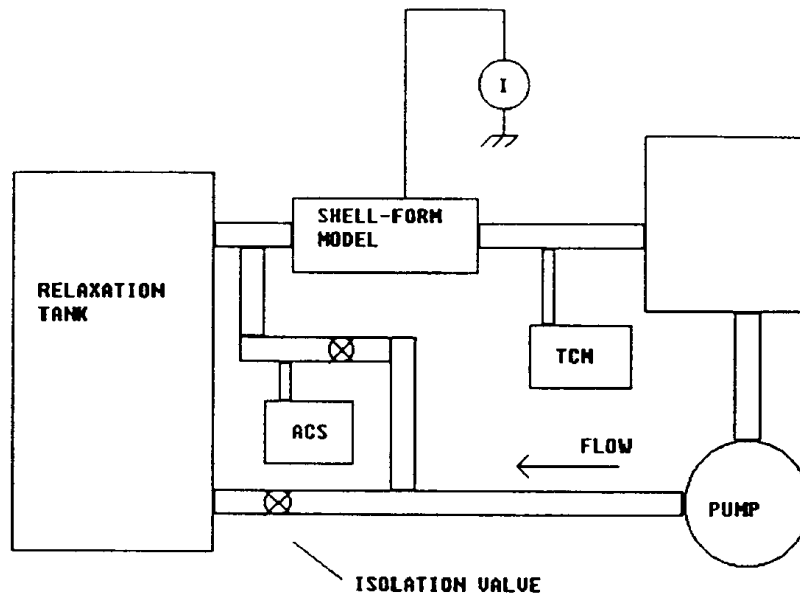 I
SHELL-FORM
MODEL
RELAXATION
TANK
TCM
ACS
FLOW
PUMP
ISOLATION VALVE